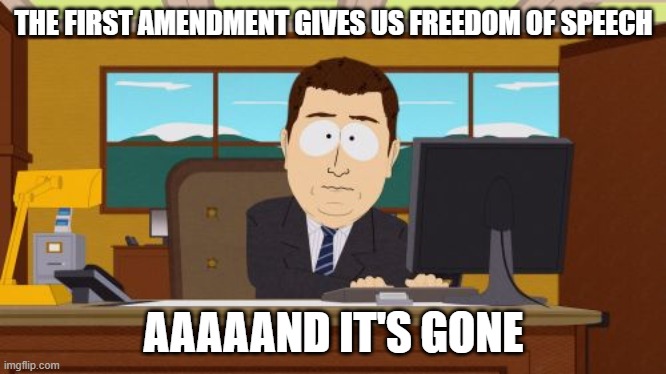 THE FIRST AMENDMENT GIVES US FREEDOM OF SPEECH
AAAAAND IT'S GONE
imgflip.com